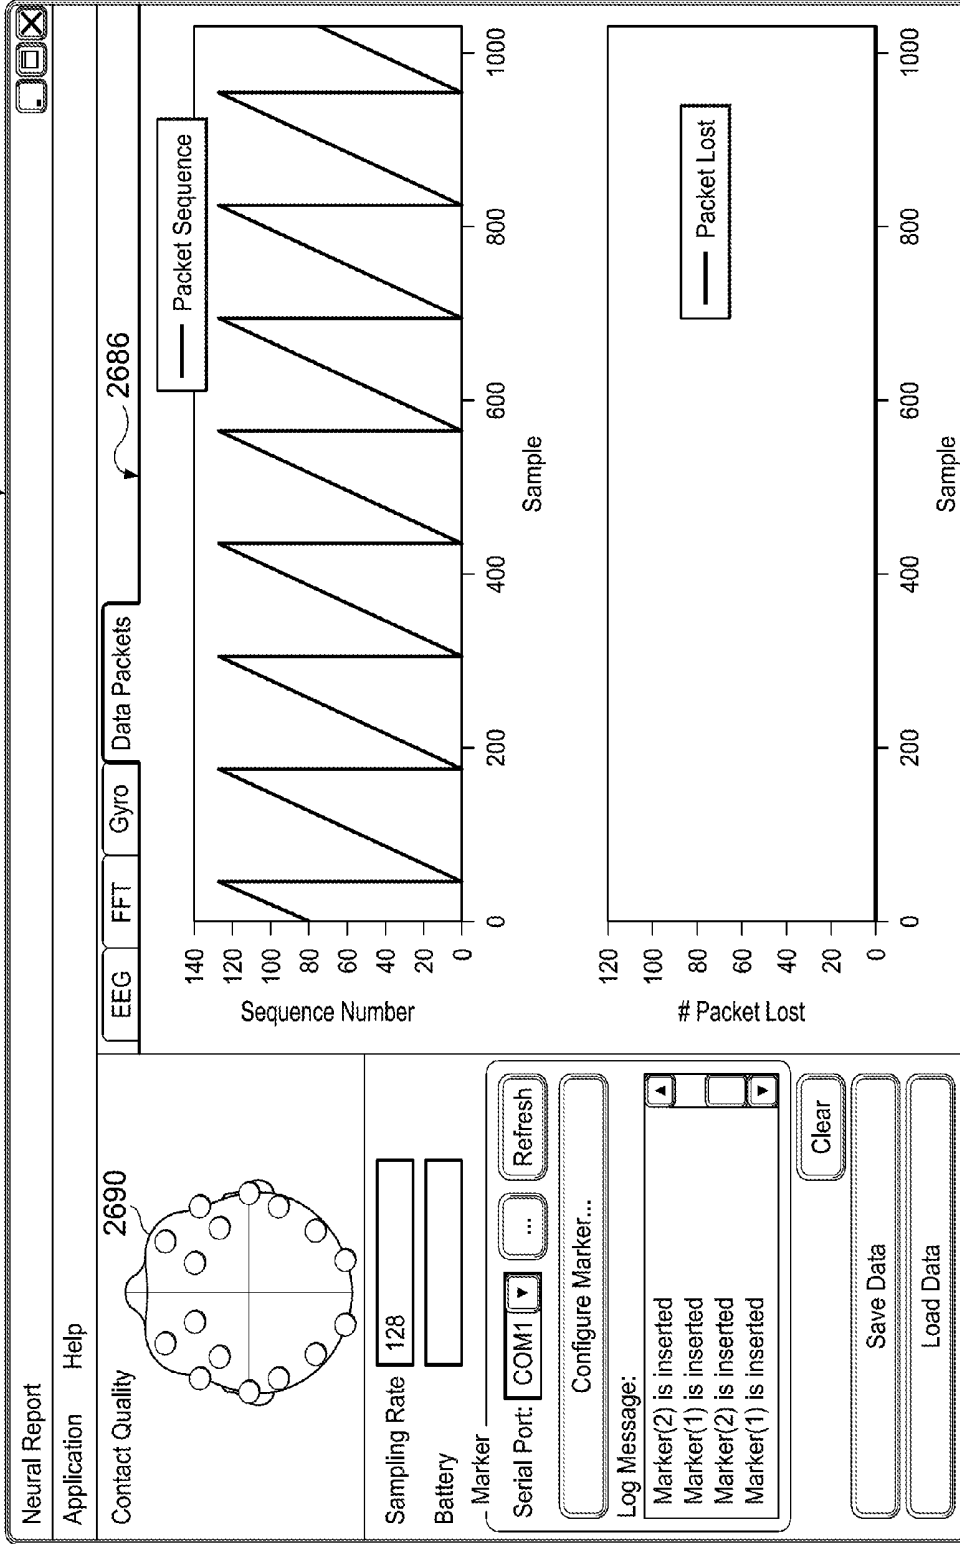 Neural Report
Application Help
Contact Quality
2690
Sampling Rate 128
Battery
Marker
Serial Port: COM1 ... Refresh
Configure Marker...
Log Message:
Marker(2) is inserted
Marker(1) is inserted
Marker(2) is inserted
Marker(1) is inserted
Clear
Save Data
Load Data
EEG FFT Gyro Data Packets
2686
Packet Sequence
Sequence Number
140
120
100
80
60
40
20
0
0 200 400 600 800 1000
Sample
Packet Lost
# Packet Lost
120
100
80
60
40
20
0
0 200 400 600 800 1000
Sample